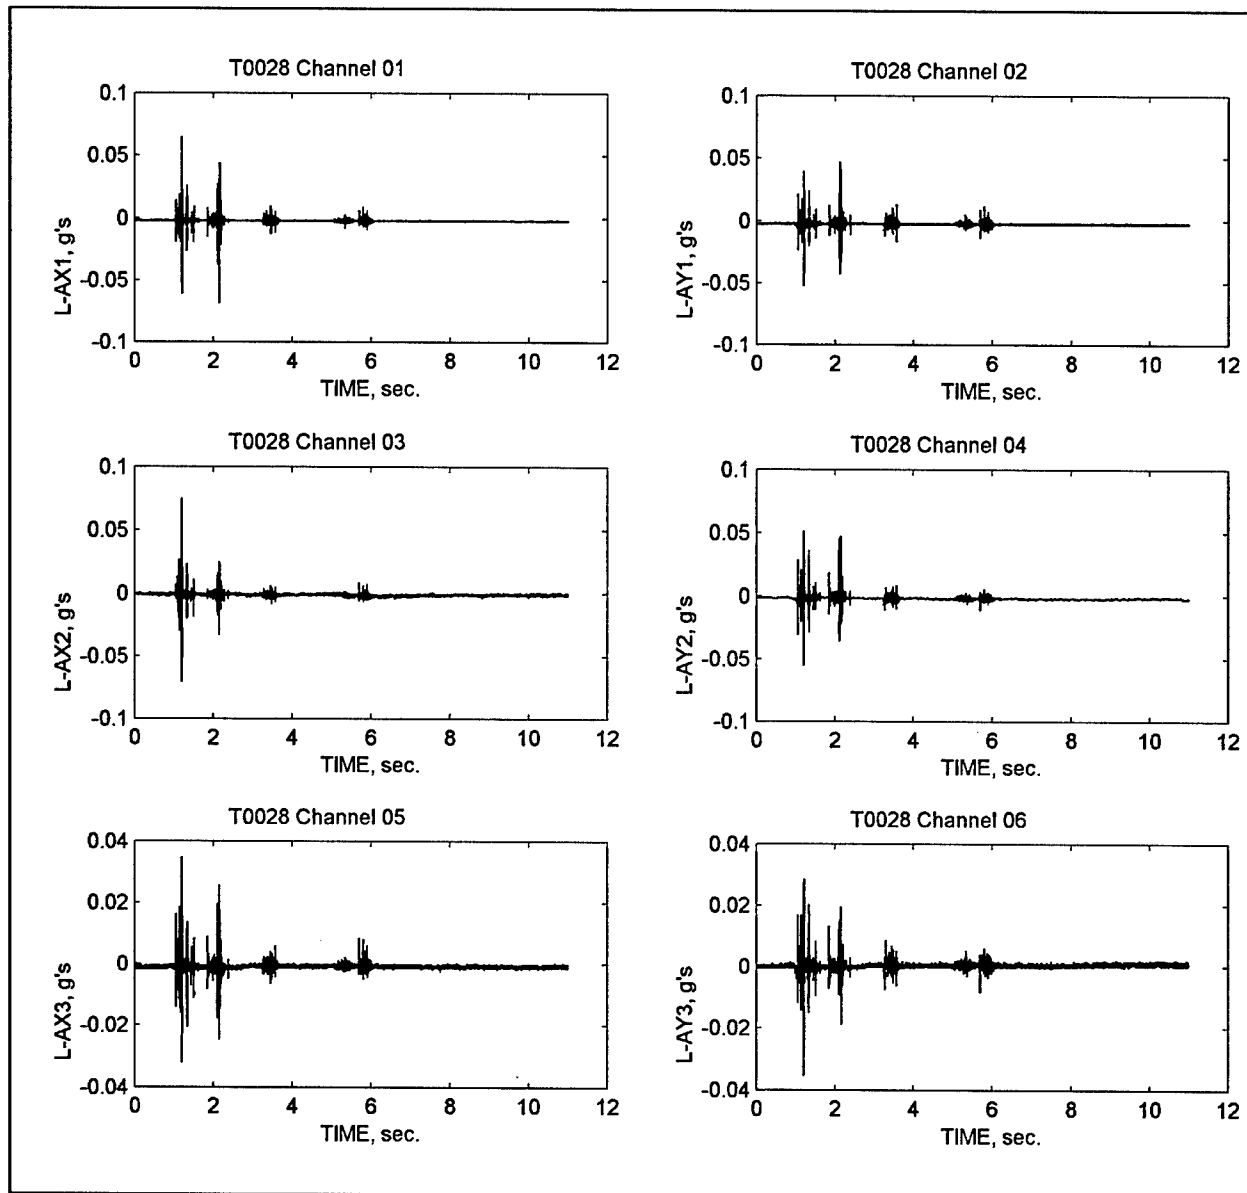 T0028 Channel 01
0.1
0.05
0
-0.05
-0.1
L-AX1, g's
0 2 4 6 8 10 12
TIME, sec.
T0028 Channel 02
0.1
0.05
0
-0.05
-0.1
L-AY1, g's
0 2 4 6 8 10 12
TIME, sec.
T0028 Channel 03
0.1
0.05
0
-0.05
-0.1
L-AX2, g's
0 2 4 6 8 10 12
TIME, sec.
T0028 Channel 04
0.1
0.05
0
-0.05
-0.1
L-AY2, g's
0 2 4 6 8 10 12
TIME, sec.
T0028 Channel 05
0.04
0.02
0
-0.02
-0.04
L-AX3, g's
0 2 4 6 8 10 12
TIME, sec.
T0028 Channel 06
0.04
0.02
0
-0.02
-0.04
L-AY3, g's
0 2 4 6 8 10 12
TIME, sec.